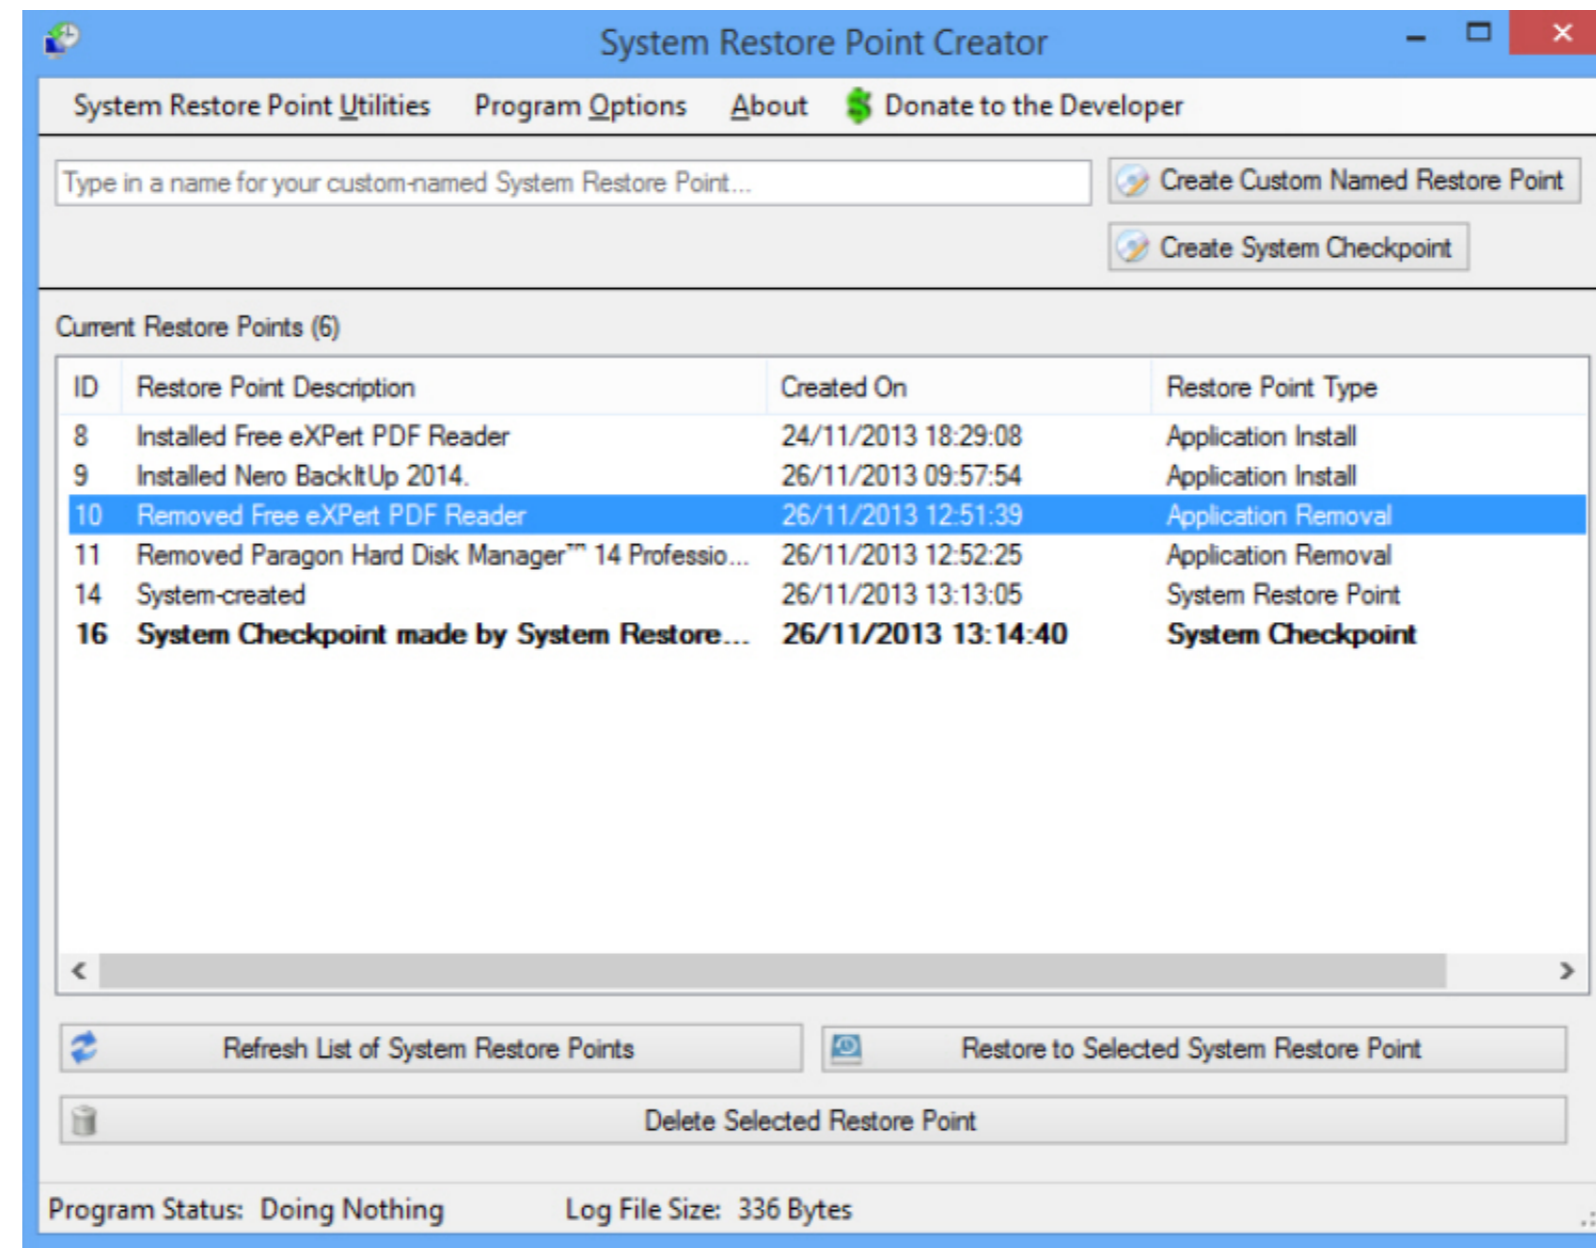 System Restore Point Creator
System Restore Point Utilities Program Options About Donate to the Developer
Type in a name for your custom-named System Restore Point... Create Custom Named Restore Point
Create System Checkpoint
Current Restore Points (6)
ID Restore Point Description Created On Restore Point Type
8 Installed Free eXPert PDF Reader 24/11/2013 18:29:08 Application Install
9 Installed Nero BackItUp 2014. 26/11/2013 09:57:54 Application Install
10 Removed Free eXPert PDF Reader 26/11/2013 12:51:39 Application Removal
11 Removed Paragon Hard Disk Manager™ 14 Professio... 26/11/2013 12:52:25 Application Removal
14 System-created 26/11/2013 13:13:05 System Restore Point
16 System Checkpoint made by System Restore... 26/11/2013 13:14:40 System Checkpoint
Refresh List of System Restore Points Restore to Selected System Restore Point
Delete Selected Restore Point
Program Status: Doing Nothing Log File Size: 336 Bytes